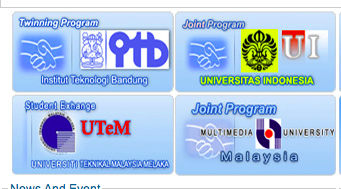 Twinning Program
itb
Institut Teknologi Bandung
Joint Program
UI
UNIVERSITAS INDONESIA
Student Exhange
UTeM
UNIVERSITI TEKNIKAL MALAYSIA MELAKA
Joint Program
MULTIMEDIA UNIVERSITY
Malaysia
News And Event